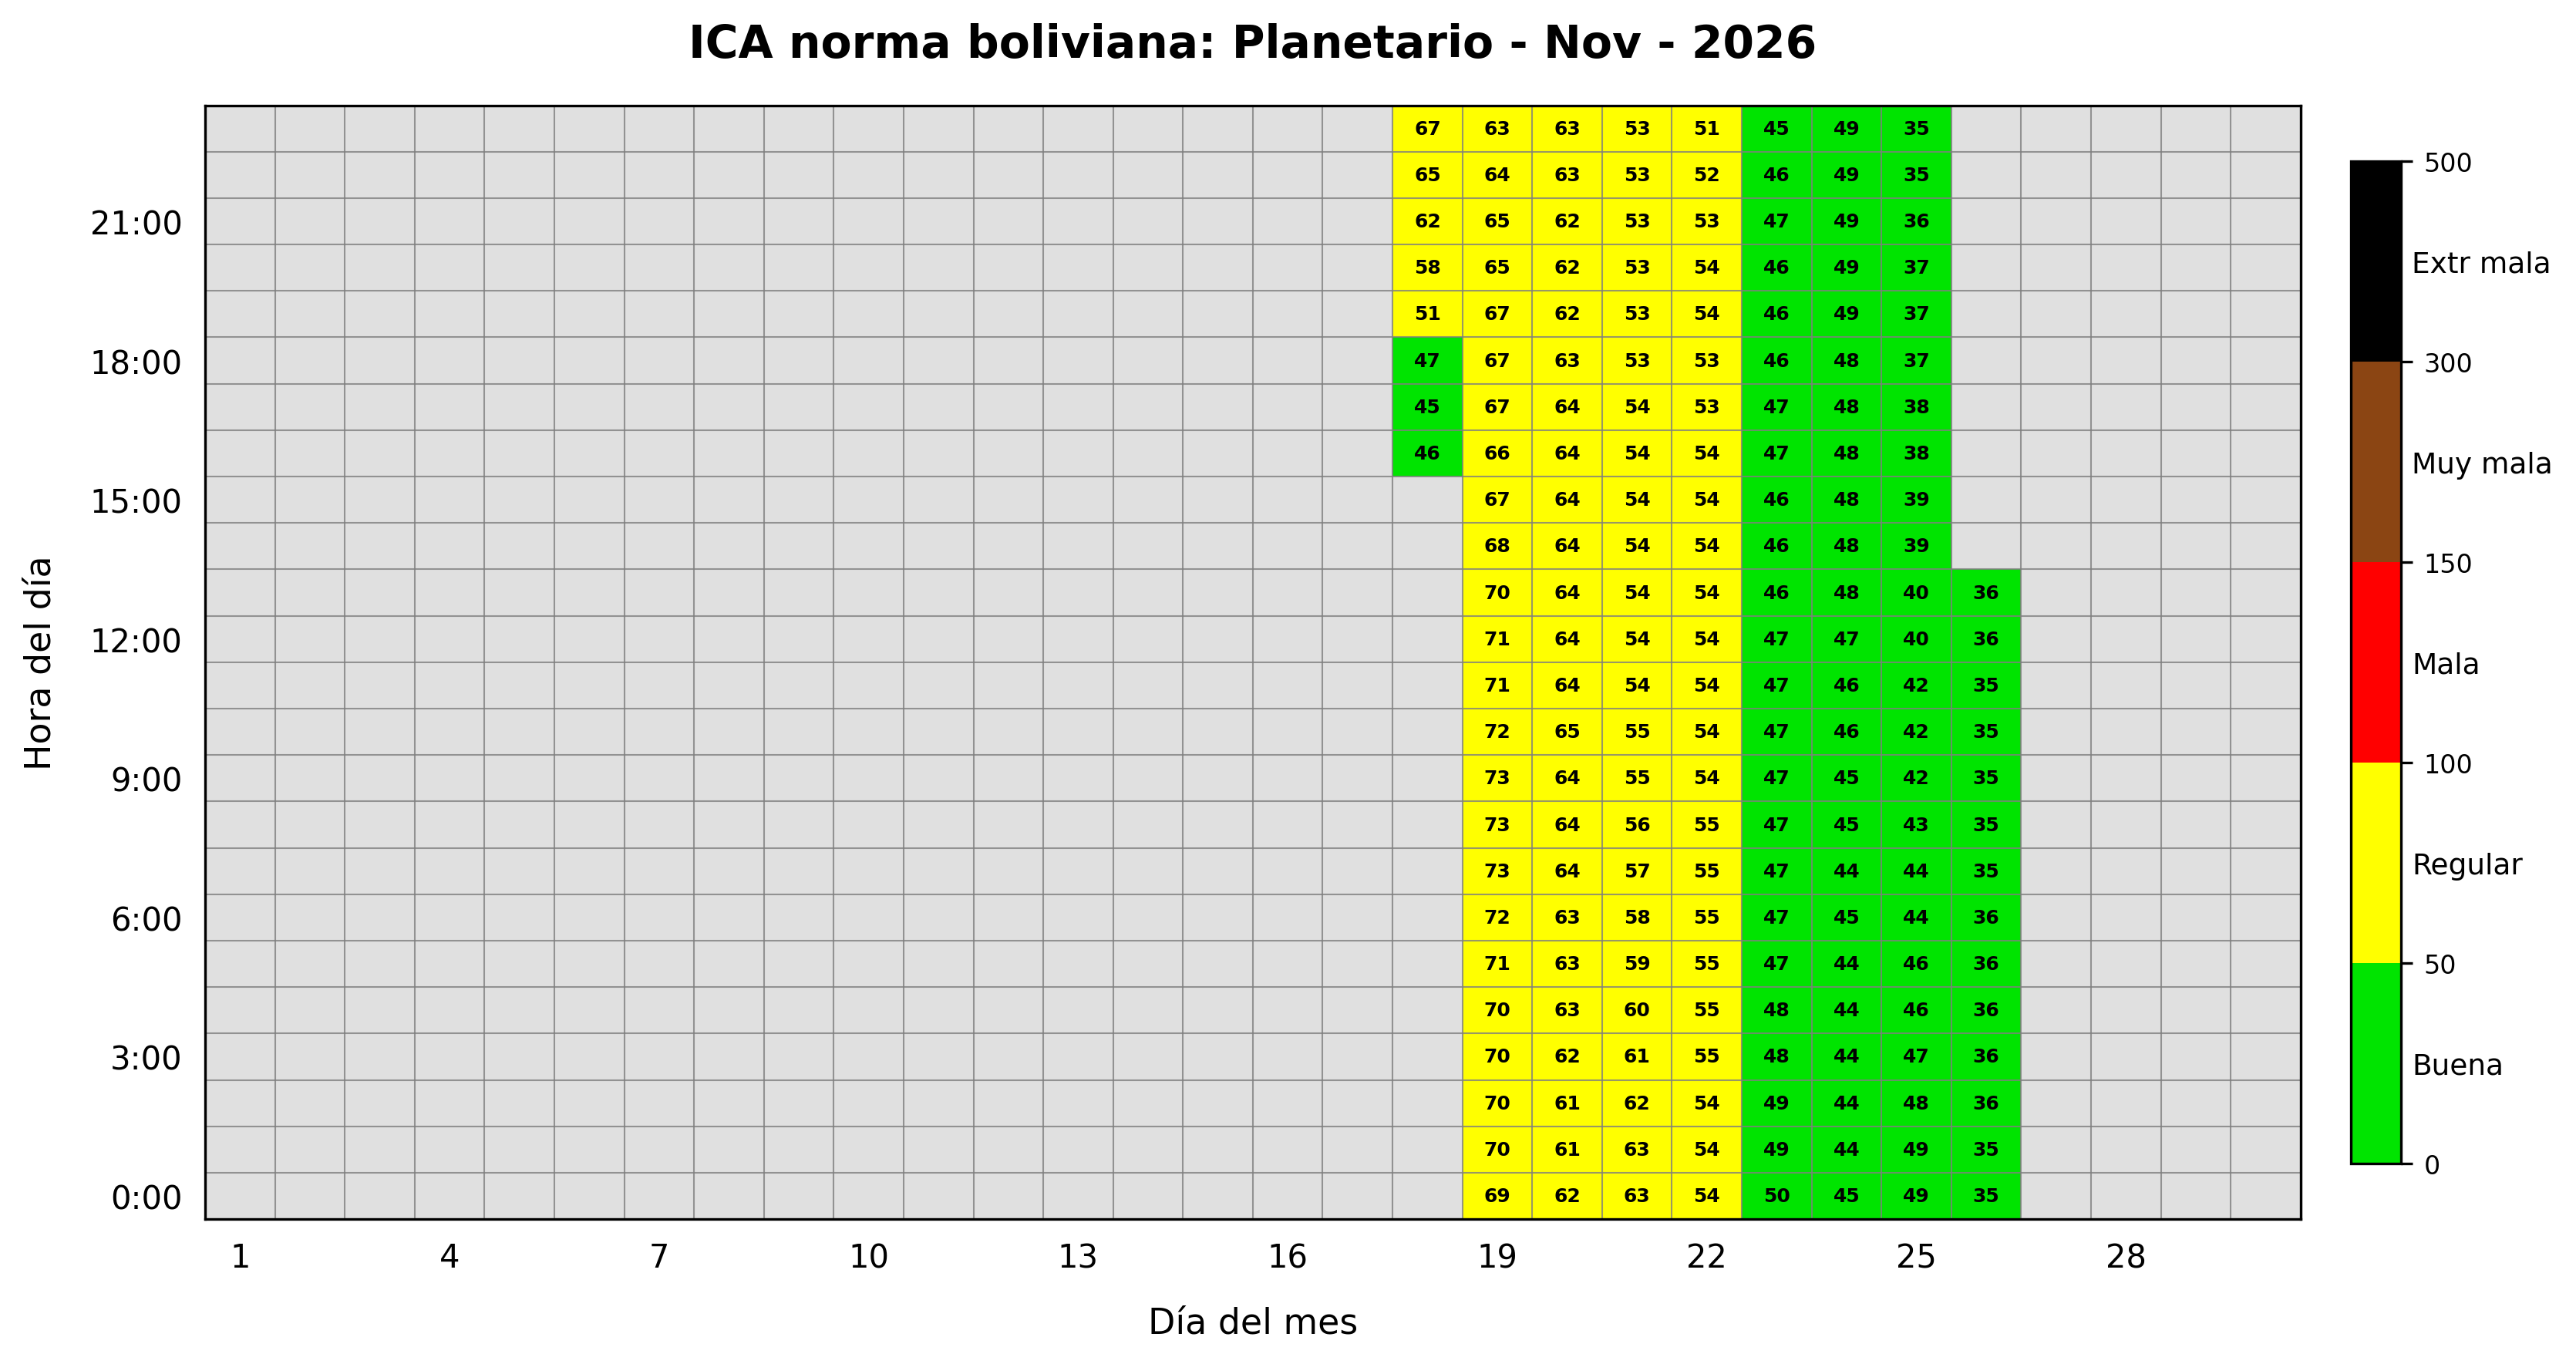 ICA norma boliviana: Planetario - Nov - 2026
67 63 63 53 51 45 49 35
65 64 63 53 52 46 49 35
21:00 62 65 62 53 53 47 49 36
58 65 62 53 54 46 49 37
51 67 62 53 54 46 49 37
18:00 47 67 63 53 53 46 48 37
45 67 64 54 53 47 48 38
46 66 64 54 54 47 48 38
15:00 67 64 54 54 46 48 39
68 64 54 54 46 48 39
70 64 54 54 46 48 40 36
12:00 71 64 54 54 47 47 40 36
71 64 54 54 47 46 42 35
72 65 55 54 47 46 42 35
9:00 73 64 55 54 47 45 42 35
73 64 56 55 47 45 43 35
73 64 57 55 47 44 44 35
6:00 72 63 58 55 47 45 44 36
71 63 59 55 47 44 46 36
70 63 60 55 48 44 46 36
3:00 70 62 61 55 48 44 47 36
70 61 62 54 49 44 48 36
70 61 63 54 49 44 49 35
0:00 69 62 63 54 50 45 49 35
1 4 7 10 13 16 19 22 25 28
Día del mes
Hora del día
500
Extr mala
300
Muy mala
150
Mala
100
Regular
50
Buena
0